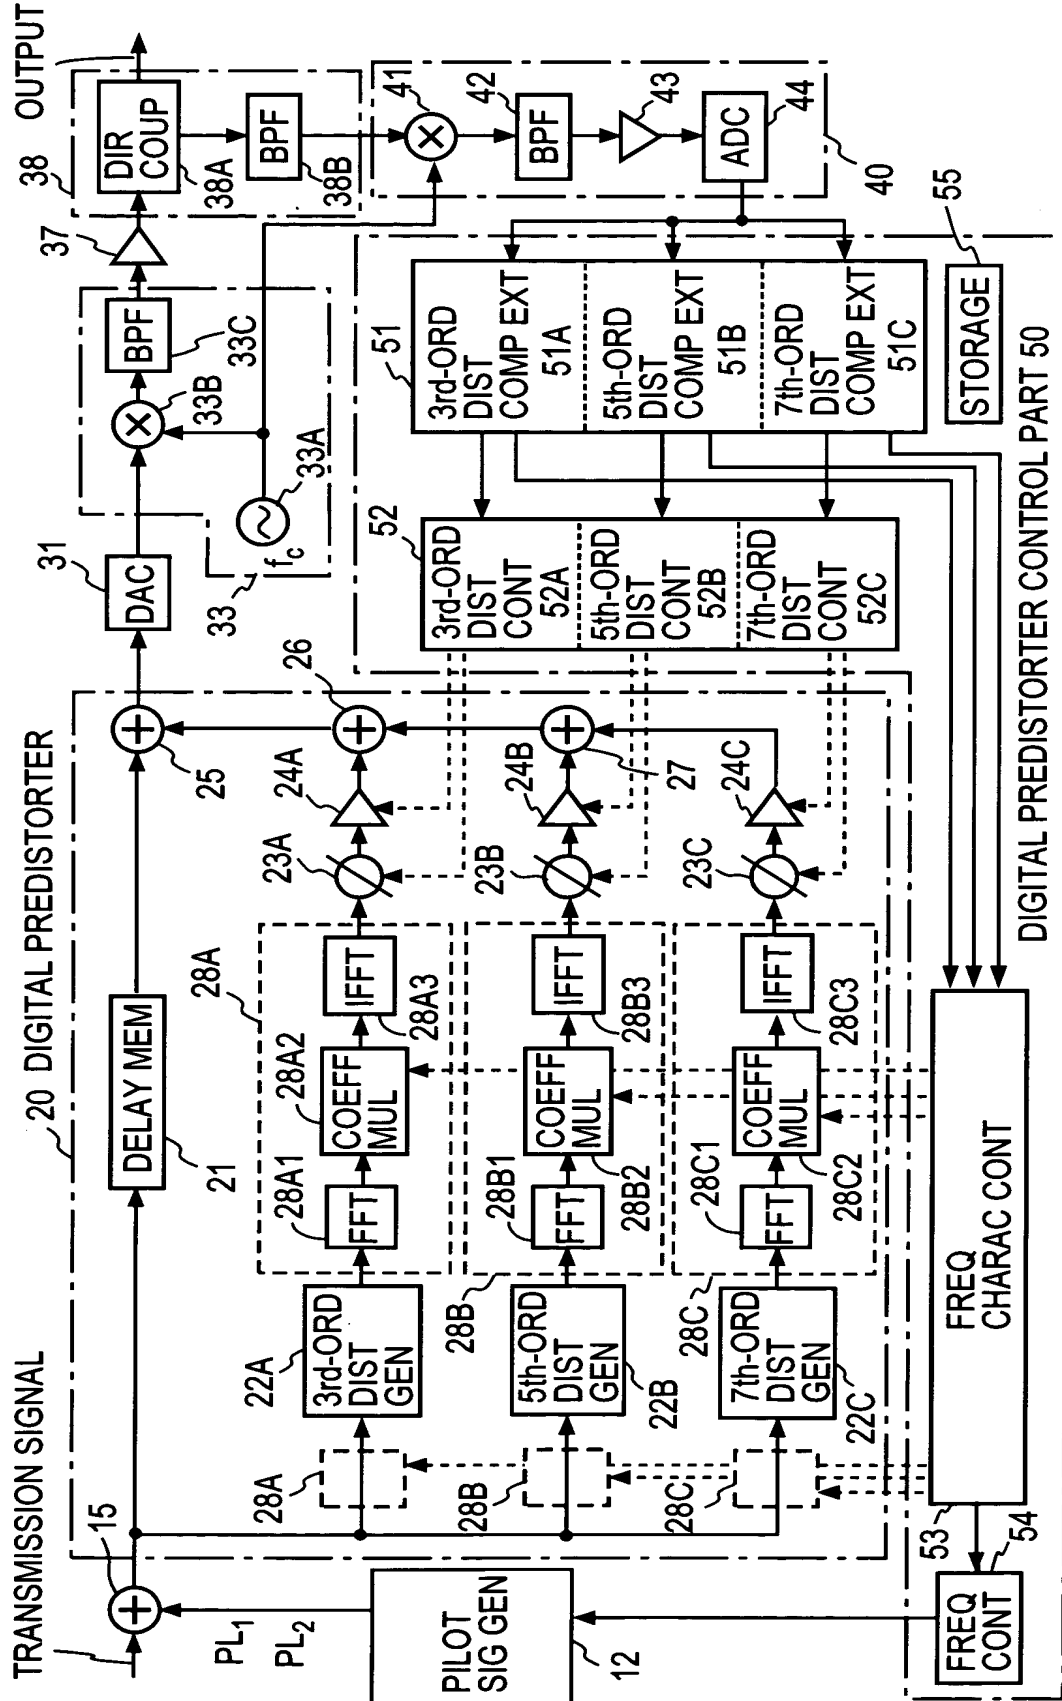 TRANSMISSION SIGNAL
15
PL1
PL2
PILOT
SIG GEN
12
20 DIGITAL PREDISTORTER
DELAY MEM
21
25
28A
22A
3rd-ORD
DIST
GEN
28A
28A1
FFT
28A2
COEFF
MUL
IFFT
28A3
23A
24A
26
28B
5th-ORD
DIST
GEN
22B
28B
28B1
FFT
COEFF
MUL
28B2
IFFT
28B3
23B
24B
27
28C
7th-ORD
DIST
GEN
22C
28C
28C1
FFT
COEFF
MUL
28C2
IFFT
28C3
23C
24C
31
DAC
33
fc
33A
33B
BPF
33C
37
38
DIR
COUP
38A
BPF
38B
OUTPUT
41
42
BPF
43
ADC
44
40
51
3rd-ORD
DIST
COMP EXT
51A
5th-ORD
DIST
COMP EXT
51B
7th-ORD
DIST
COMP EXT
51C
52
3rd-ORD
DIST
CONT
52A
5th-ORD
DIST
CONT
52B
7th-ORD
DIST
CONT
52C
STORAGE
55
DIGITAL PREDISTORTER CONTROL PART 50
FREQ
CHARAC CONT
53
FREQ
CONT
54